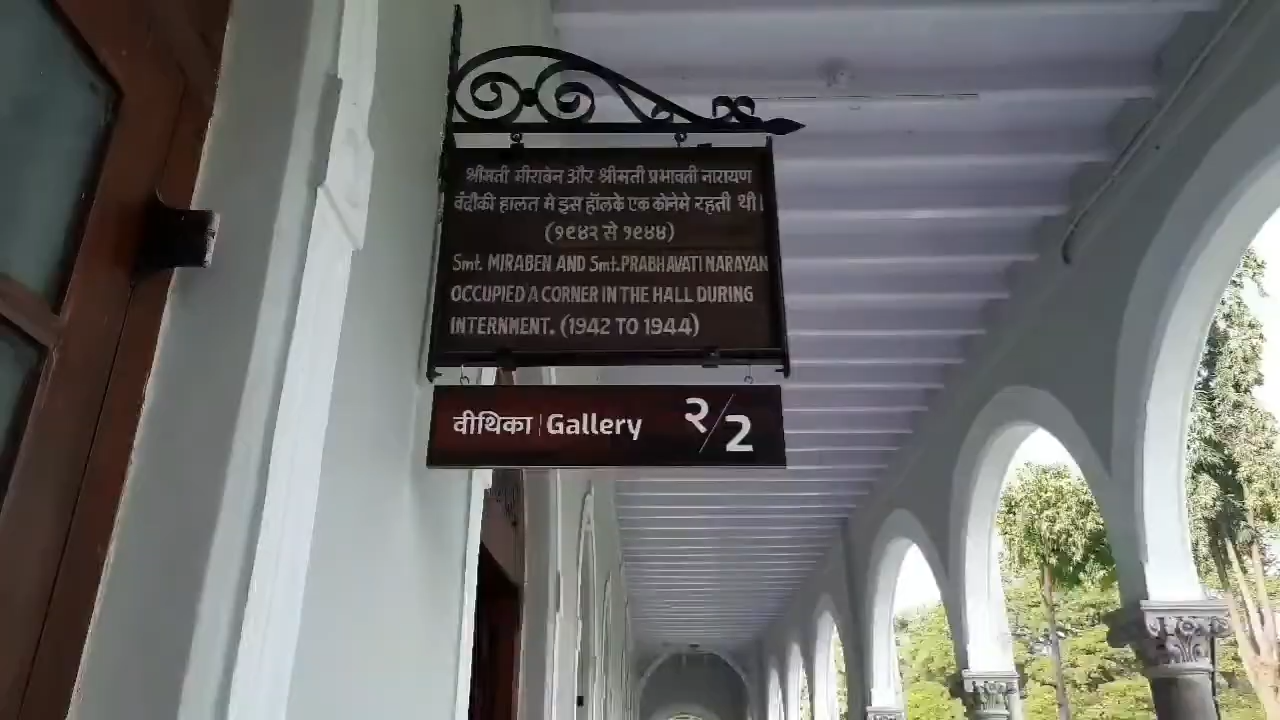 श्रीमती मीराबेन और श्रीमती प्रभावती नारायण
बंदीकी हालत मे इस हॉलके एक कोनेमे रहती थी।
(१९४२ से १९४४)
Smt. MIRABEN AND Smt. PRABHAVATI NARAYAN
OCCUPIED A CORNER IN THE HALL DURING
INTERNMENT. (1942 TO 1944)
वीथिका | Gallery २/2